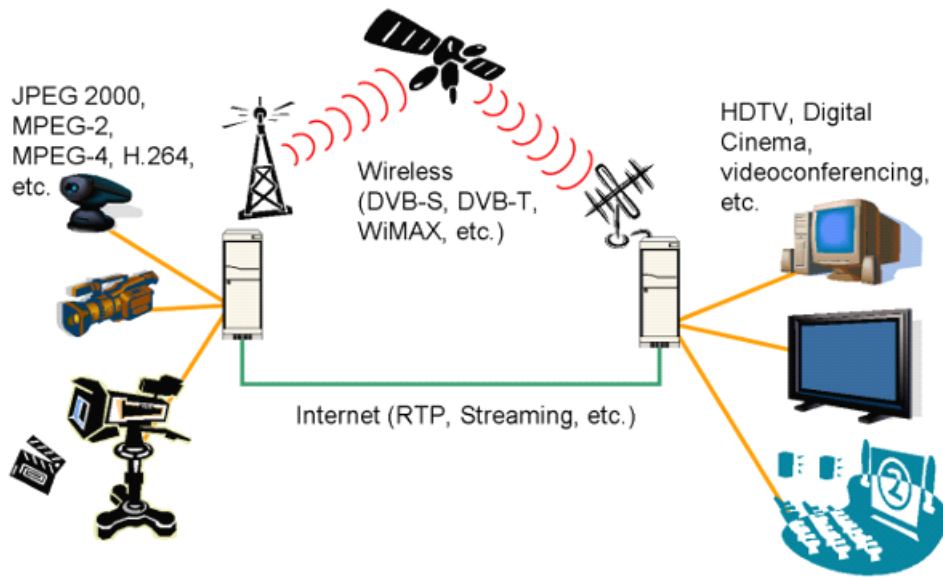 JPEG 2000,
MPEG-2,
MPEG-4, H.264,
etc.
Wireless
(DVB-S, DVB-T,
WiMAX, etc.)
HDTV, Digital
Cinema,
videoconferencing,
etc.
Internet (RTP, Streaming, etc.)
2